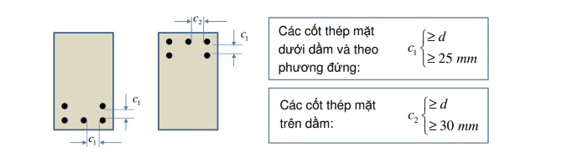 c₂
c₁
c₁
c₁
Các cốt thép mặt
dưới dầm và theo
phương đứng:
c₁ { ≥ d
≥ 25 mm
Các cốt thép mặt
trên dầm:
c₂ { ≥ d
≥ 30 mm